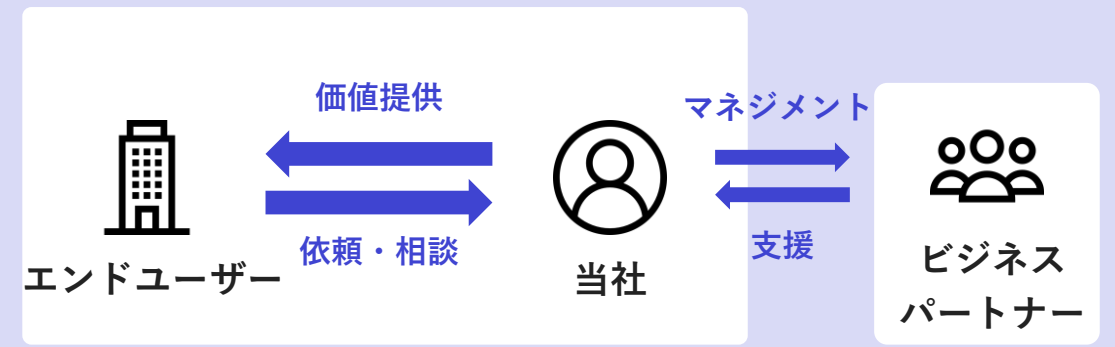 価値提供
マネジメント
依頼・相談
支援
エンドユーザー
当社
ビジネス
パートナー